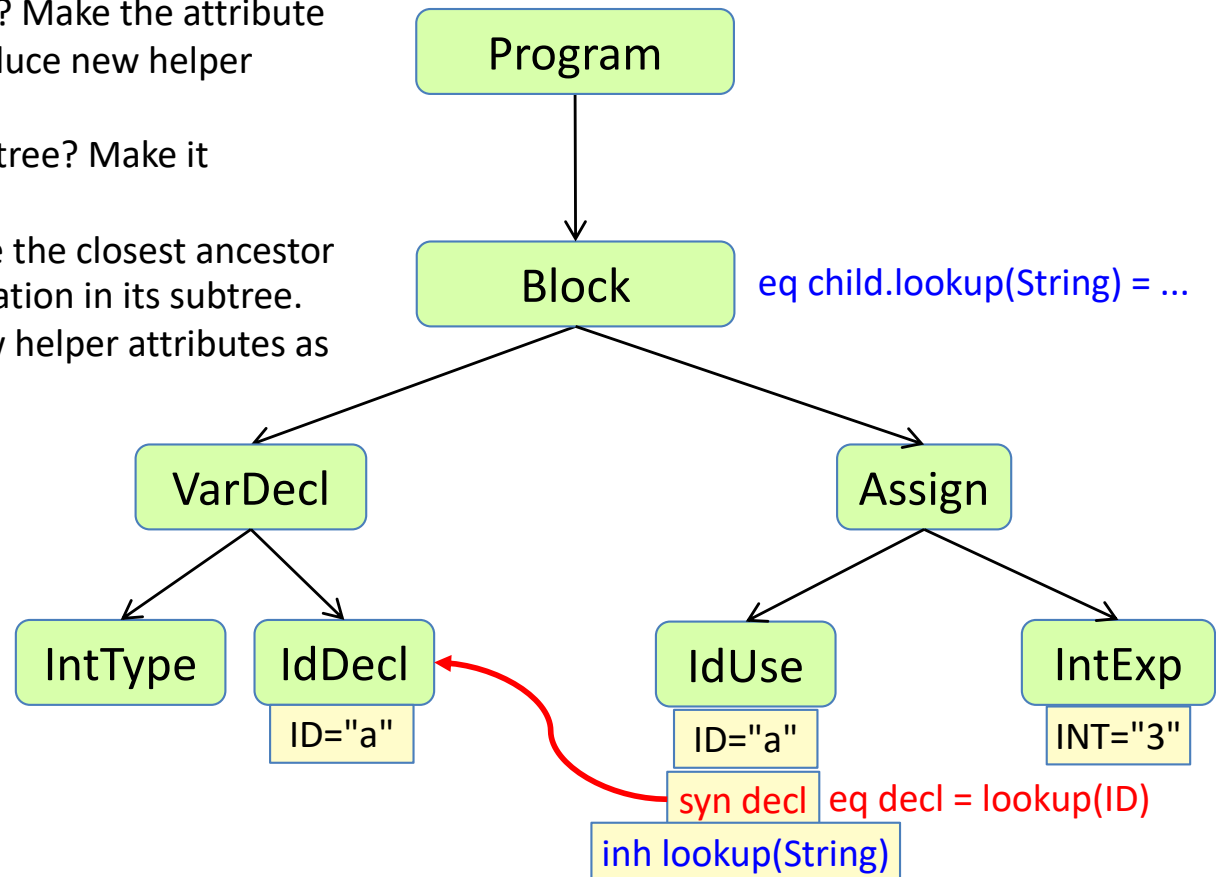 ? Make the attribute
duce new helper
tree? Make it
e the closest ancestor
ation in its subtree.
helper attributes as
Program
Block
eq child.lookup(String) = ...
VarDecl
Assign
IntType
IdDecl
IdUse
IntExp
ID="a"
ID="a"
INT="3"
syn decl
eq decl = lookup(ID)
inh lookup(String)